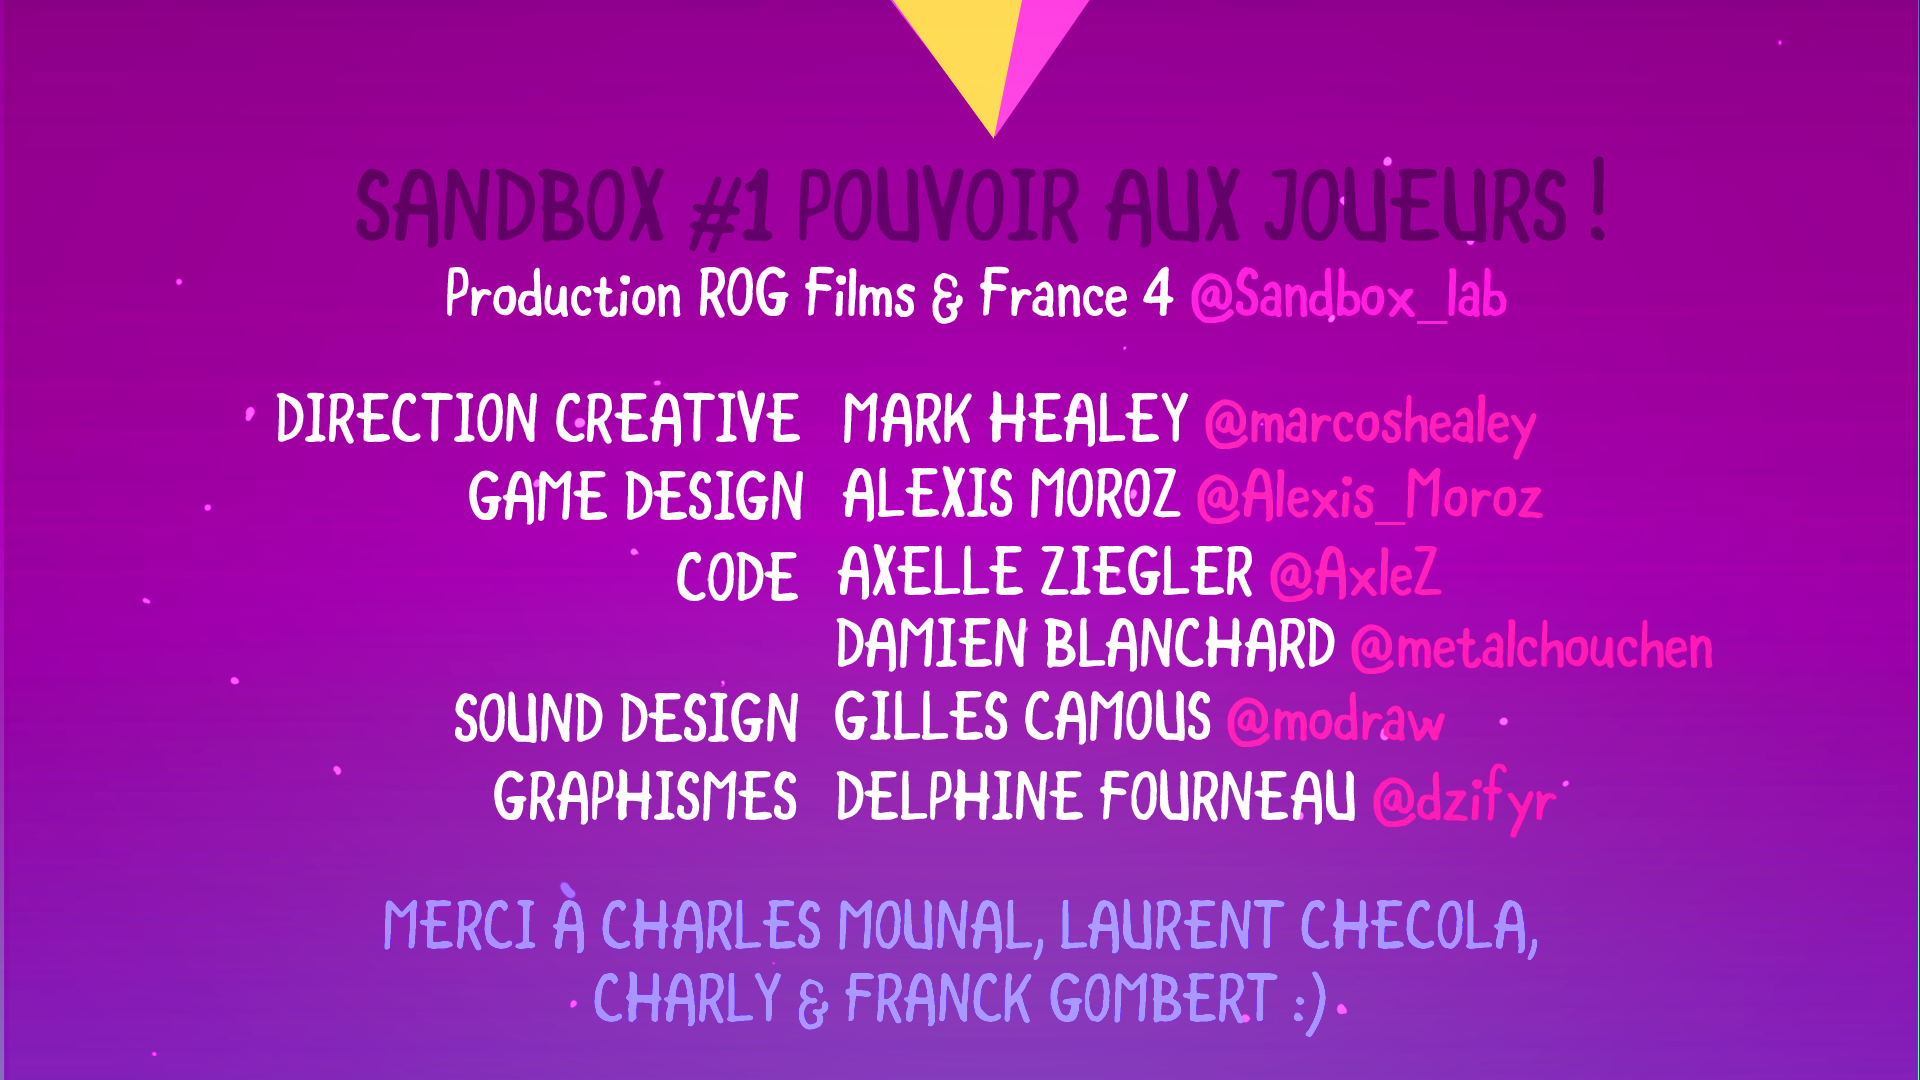 SANDBOX #1 POUVOIR AUX JOUEURS !
Production ROG Films & France 4 @Sandbox_lab
DIRECTION CREATIVE MARK HEALEY @marcoshealey
GAME DESIGN ALEXIS MOROZ @Alexis_Moroz
CODE AXELLE ZIEGLER @AxleZ
DAMIEN BLANCHARD @metalchouchen
SOUND DESIGN GILLES CAMOUS @modraw
GRAPHISMES DELPHINE FOURNEAU @dzifyr
MERCI À CHARLES MOUNAL, LAURENT CHECOLA,
CHARLY & FRANCK GOMBERT :)